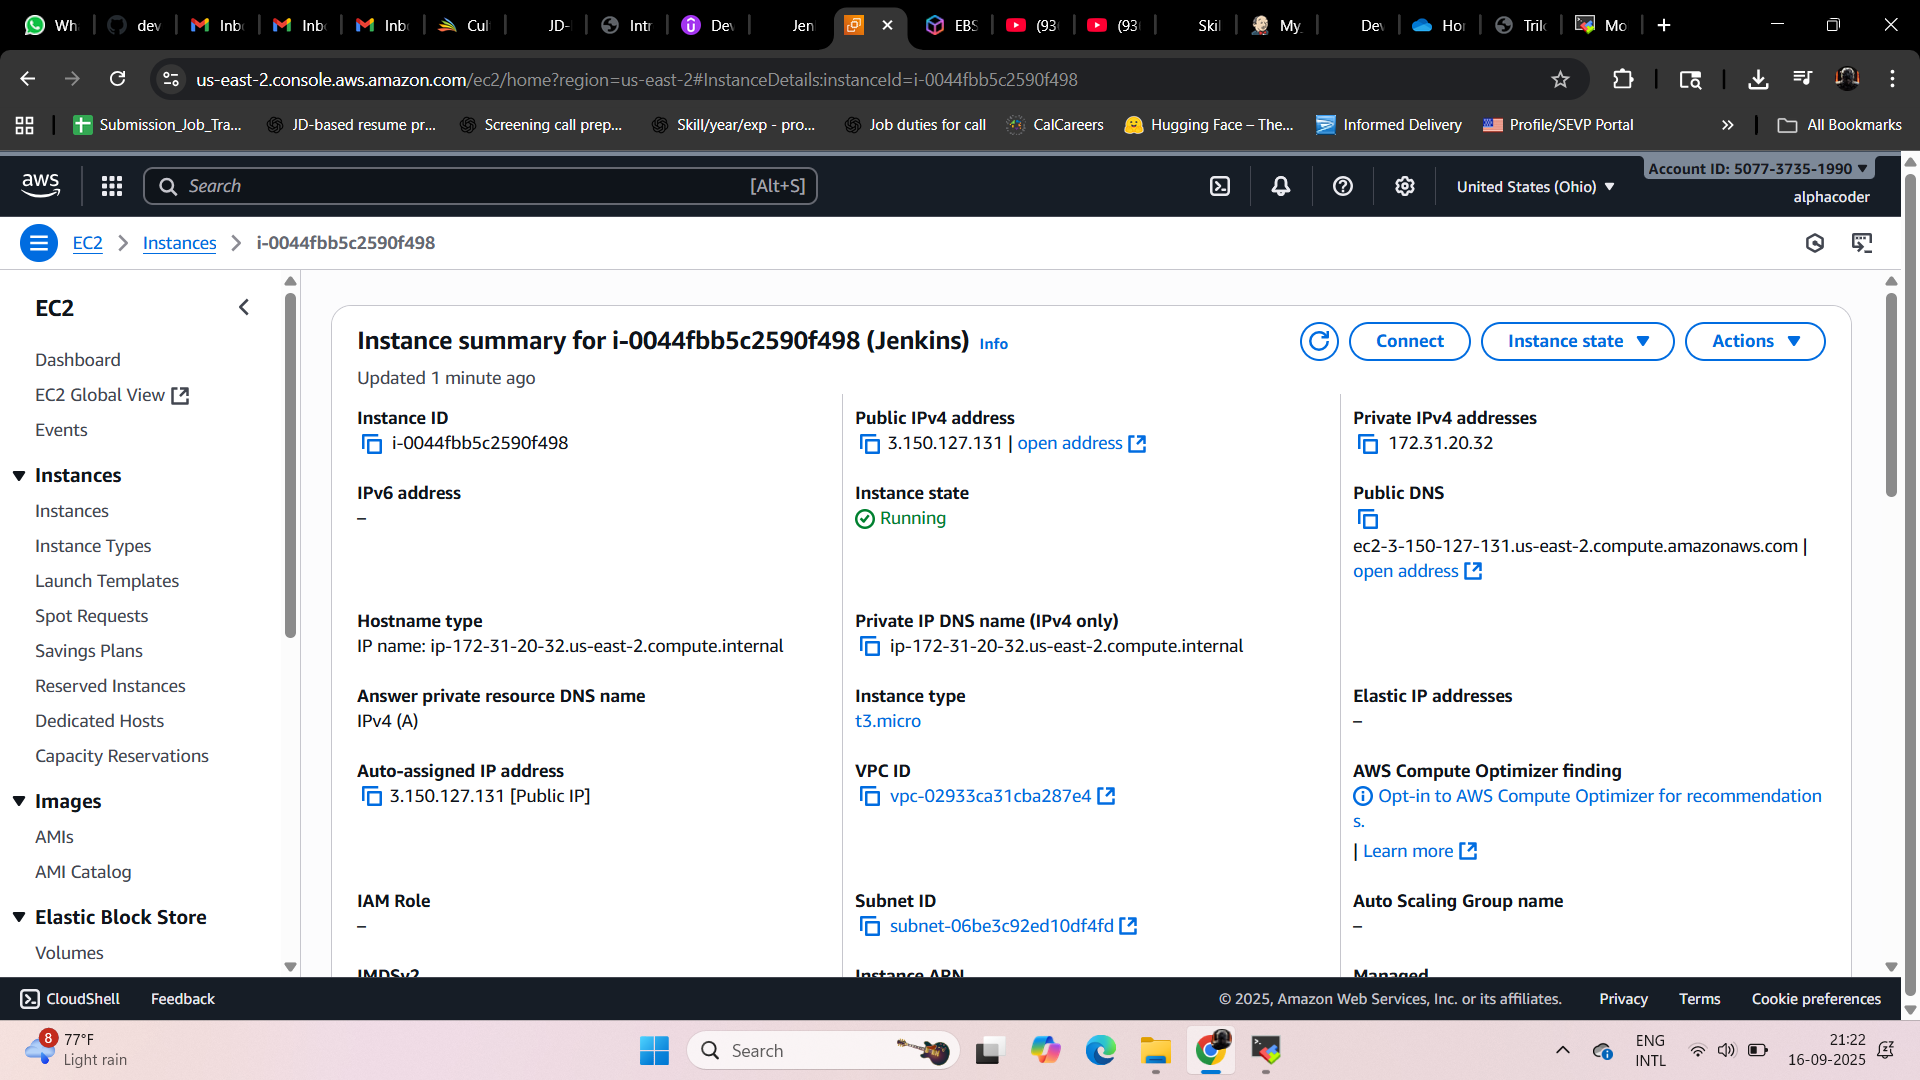 Wh
dev
Inb
Inb
Inb
Cul
JD-
Intr
Dev
Jen
EBS
(93
(93
Skil
My
Dev
Hor
Tril
Mo
us-east-2.console.aws.amazon.com/ec2/home?region=us-east-2#InstanceDetails:instanceId=i-0044fbb5c2590f498
Submission_Job_Tra...
JD-based resume pr...
Screening call prep...
Skill/year/exp - pro...
Job duties for call
CalCareers
Hugging Face – The...
Informed Delivery
Profile/SEVP Portal
All Bookmarks
aws
Search
[Alt+S]
United States (Ohio)
Account ID: 5077-3735-1990
alphacoder
EC2
Instances
i-0044fbb5c2590f498
EC2
Dashboard
EC2 Global View
Events
Instances
Instances
Instance Types
Launch Templates
Spot Requests
Savings Plans
Reserved Instances
Dedicated Hosts
Capacity Reservations
Images
AMIs
AMI Catalog
Elastic Block Store
Volumes
Instance summary for i-0044fbb5c2590f498 (Jenkins) Info
Updated 1 minute ago
Connect
Instance state
Actions
Instance ID
i-0044fbb5c2590f498
Public IPv4 address
3.150.127.131 | open address
Private IPv4 addresses
172.31.20.32
IPv6 address
–
Instance state
Running
Public DNS
ec2-3-150-127-131.us-east-2.compute.amazonaws.com |
open address
Hostname type
IP name: ip-172-31-20-32.us-east-2.compute.internal
Private IP DNS name (IPv4 only)
ip-172-31-20-32.us-east-2.compute.internal
Answer private resource DNS name
IPv4 (A)
Instance type
t3.micro
Elastic IP addresses
–
Auto-assigned IP address
3.150.127.131 [Public IP]
VPC ID
vpc-02933ca31cba287e4
AWS Compute Optimizer finding
Opt-in to AWS Compute Optimizer for recommendation
s.
| Learn more
IAM Role
–
Subnet ID
subnet-06be3c92ed10df4fd
Auto Scaling Group name
–
IMDSv2
Instance ARN
Managed
CloudShell
Feedback
© 2025, Amazon Web Services, Inc. or its affiliates.
Privacy
Terms
Cookie preferences
8
77°F
Light rain
Search
ENG
INTL
21:22
16-09-2025